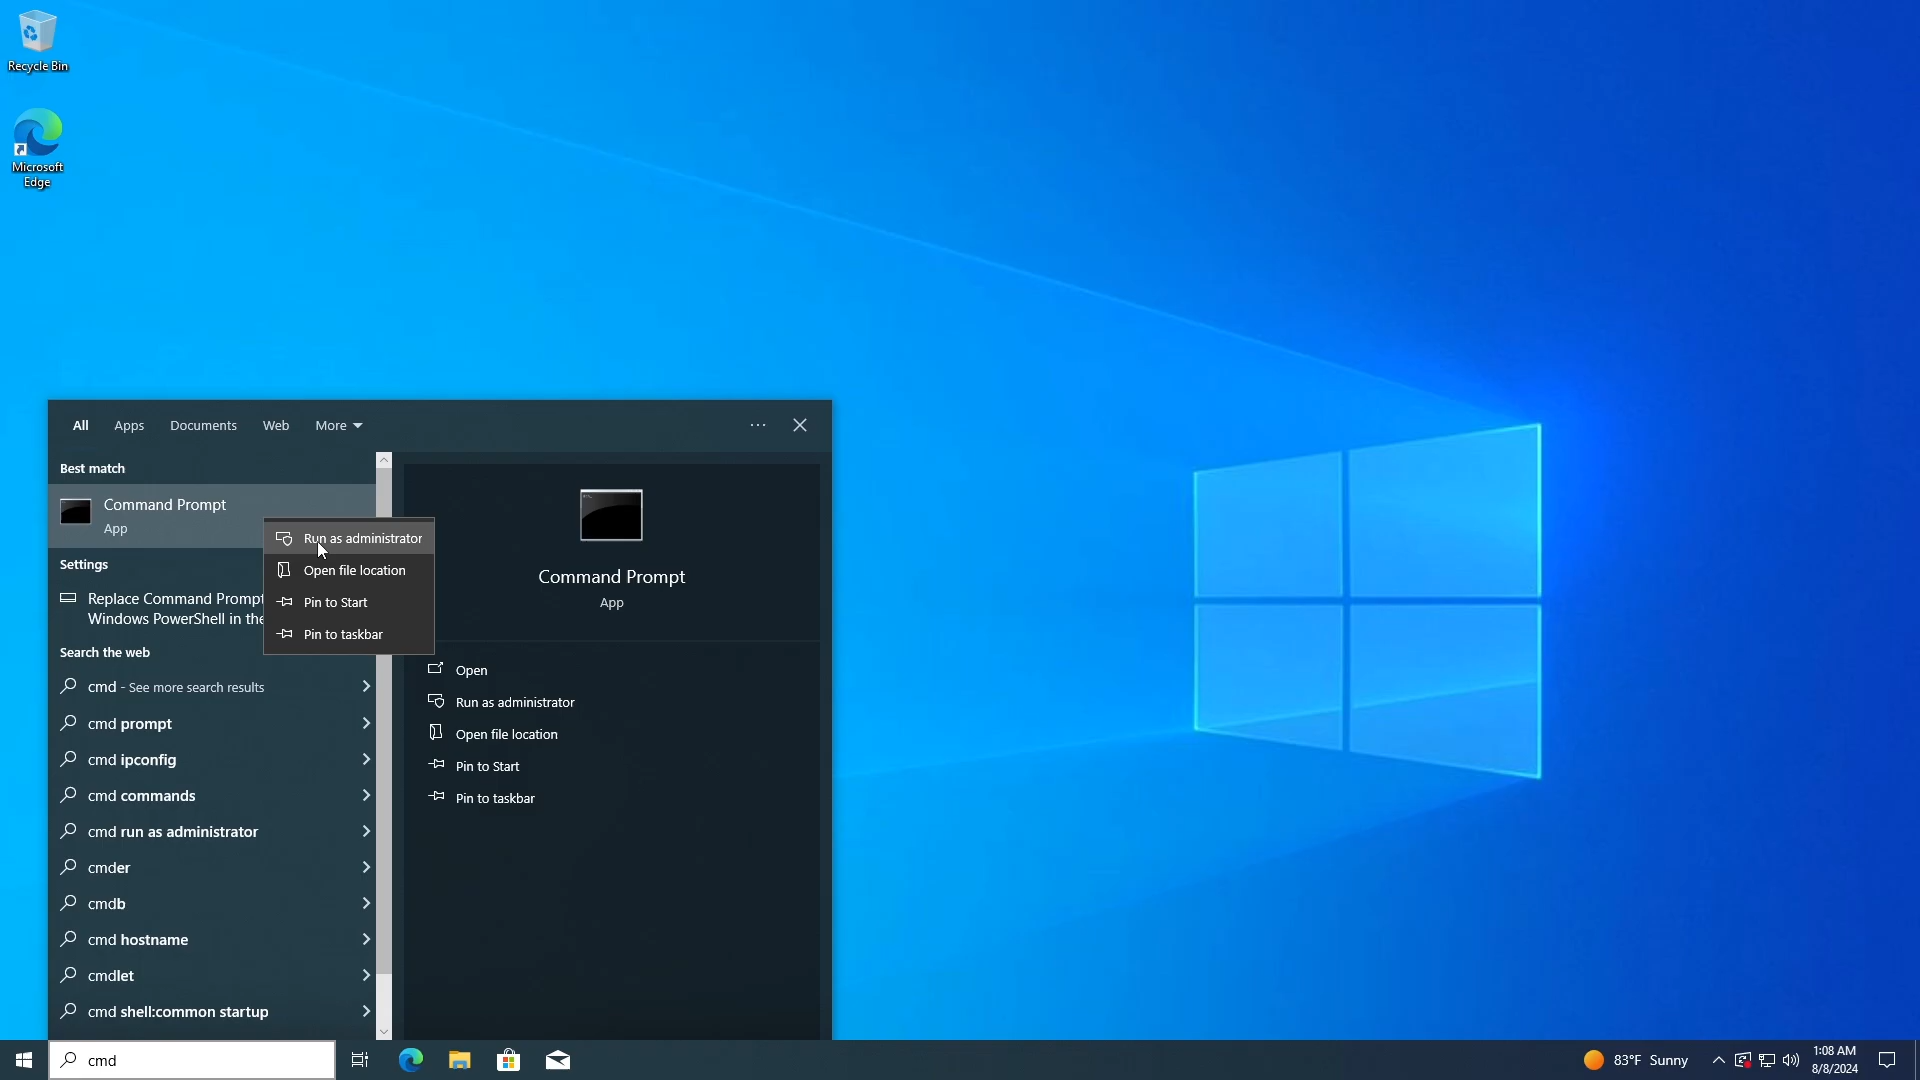 Recycle Bin
Microsoft
Edge
All Apps Documents Web More
Best match
Command Prompt
App
Settings
Replace Command Prompt
Windows PowerShell in the
Search the web
cmd - See more search results
cmd prompt
cmd ipconfig
cmd commands
cmd run as administrator
cmder
cmdb
cmd hostname
cmdlet
cmd shell:common startup
Run as administrator
Open file location
Pin to Start
Pin to taskbar
Command Prompt
App
Open
Run as administrator
Open file location
Pin to Start
Pin to taskbar
cmd
83°F Sunny
1:08 AM
8/8/2024